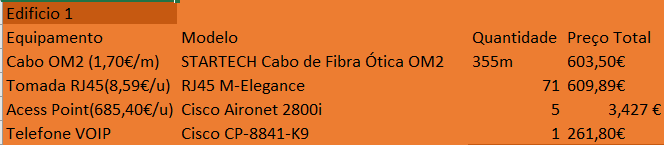 Edificio 1
Equipamento Modelo Quantidade Preço Total
Cabo OM2 (1,70€/m) STARTECH Cabo de Fibra Ótica OM2 355m 603,50€
Tomada RJ45(8,59€/u) RJ45 M-Elegance 71 609,89€
Acess Point(685,40€/u) Cisco Aironet 2800i 5 3,427 €
Telefone VOIP Cisco CP-8841-K9 1 261,80€